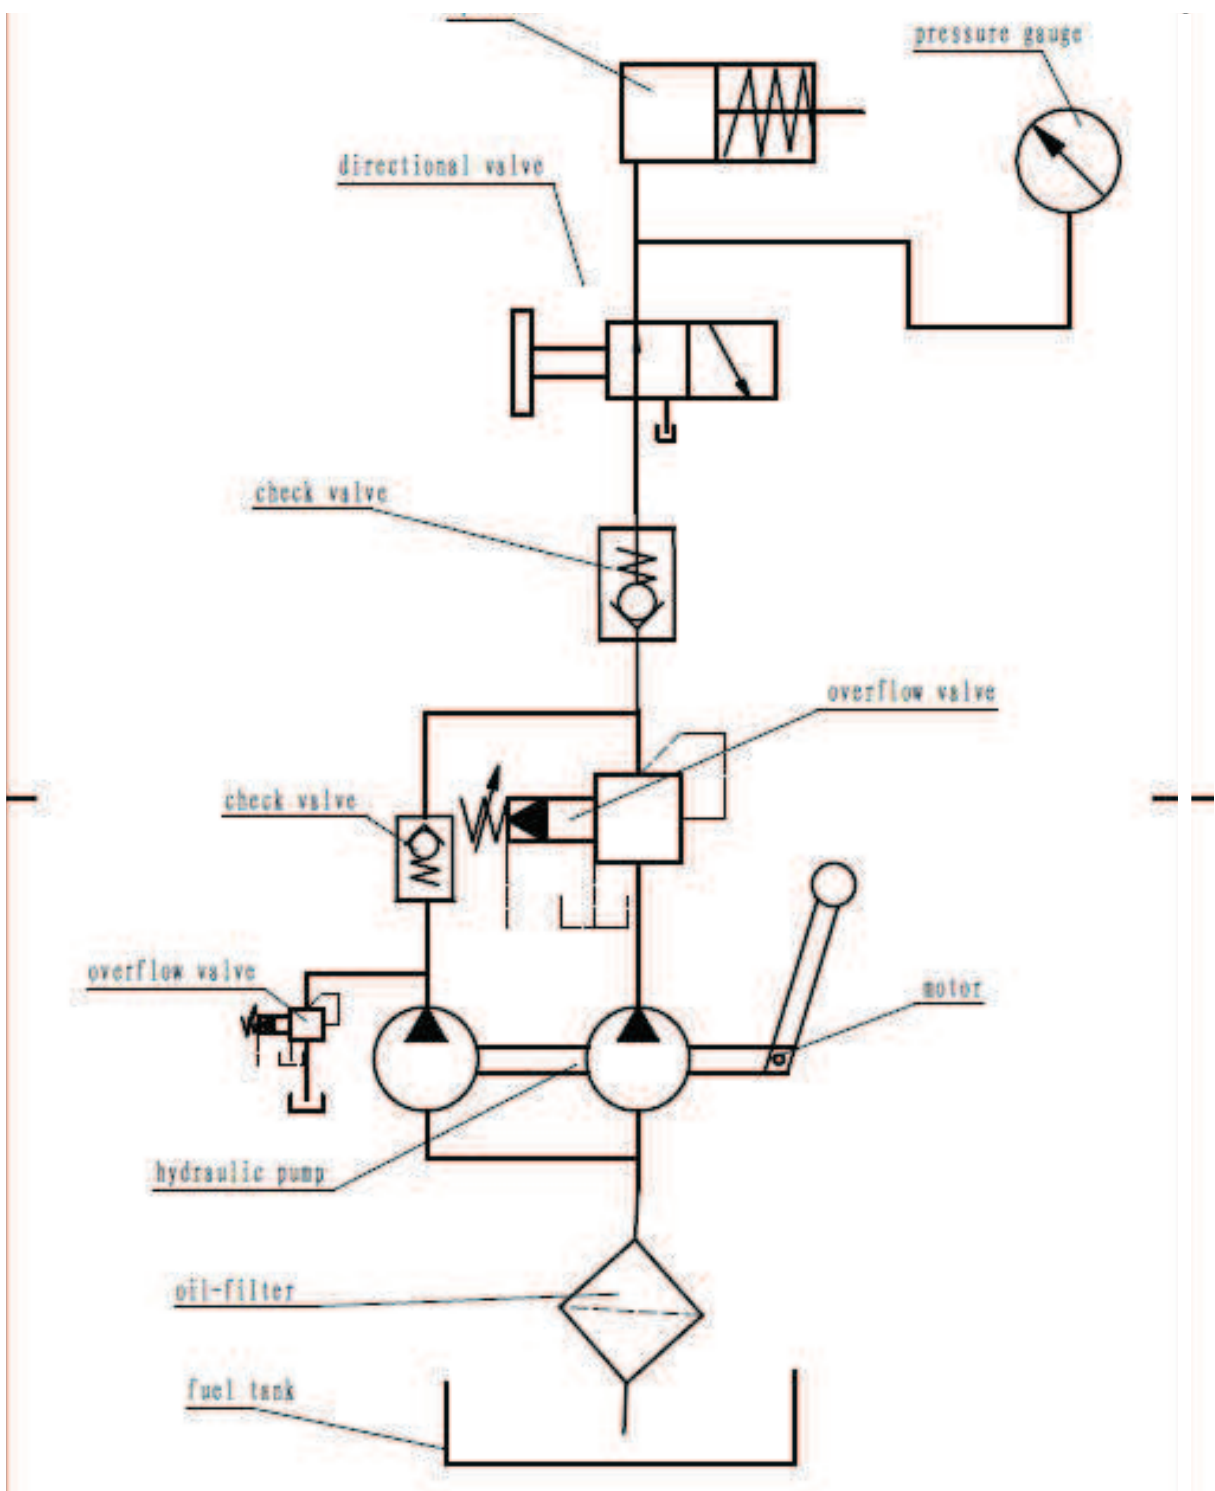 pressure gauge
directional valve
check valve
overflow valve
check valve
overflow valve
motor
hydraulic pump
oil-filter
fuel tank